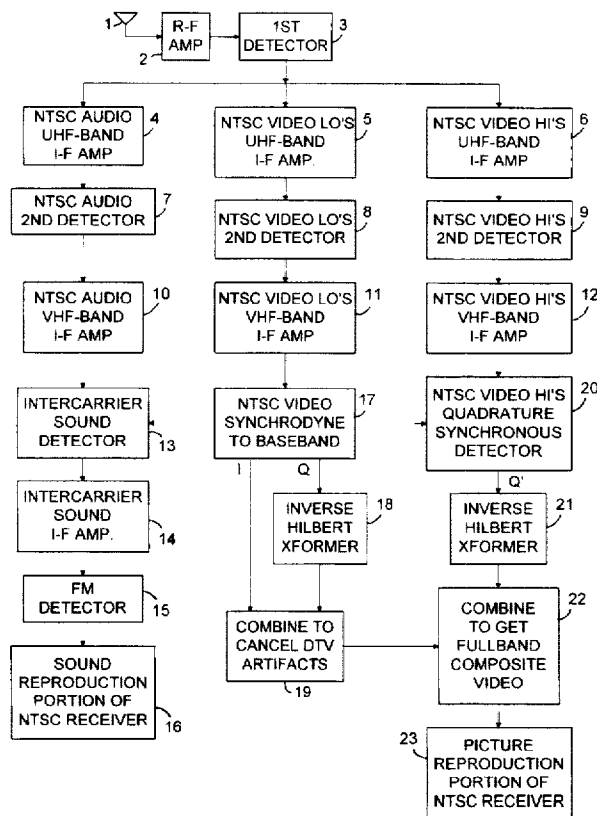 1
R-F
AMP
2
1ST
DETECTOR
3
NTSC AUDIO
UHF-BAND
I-F AMP
4
NTSC VIDEO LO'S
UHF-BAND
I-F AMP.
5
NTSC VIDEO HI'S
UHF-BAND
I-F AMP
6
NTSC AUDIO
2ND DETECTOR
7
NTSC VIDEO LO'S
2ND DETECTOR
8
NTSC VIDEO HI'S
2ND DETECTOR
9
NTSC AUDIO
VHF-BAND
I-F AMP
10
NTSC VIDEO LO'S
VHF-BAND
I-F AMP
11
NTSC VIDEO HI'S
VHF-BAND
I-F AMP
12
INTERCARRIER
SOUND
DETECTOR
13
NTSC VIDEO
SYNCHRODYNE
TO BASEBAND
17
NTSC VIDEO HI'S
QUADRATURE
SYNCHRONOUS
DETECTOR
20
I
Q
Q'
INTERCARRIER
SOUND
I-F AMP.
14
INVERSE
HILBERT
XFORMER
18
INVERSE
HILBERT
XFORMER
21
FM
DETECTOR
15
COMBINE TO
CANCEL DTV
ARTIFACTS
19
COMBINE
TO GET
FULLBAND
COMPOSITE
VIDEO
22
SOUND
REPRODUCTION
PORTION OF
NTSC RECEIVER
16
23
PICTURE
REPRODUCTION
PORTION OF
NTSC RECEIVER